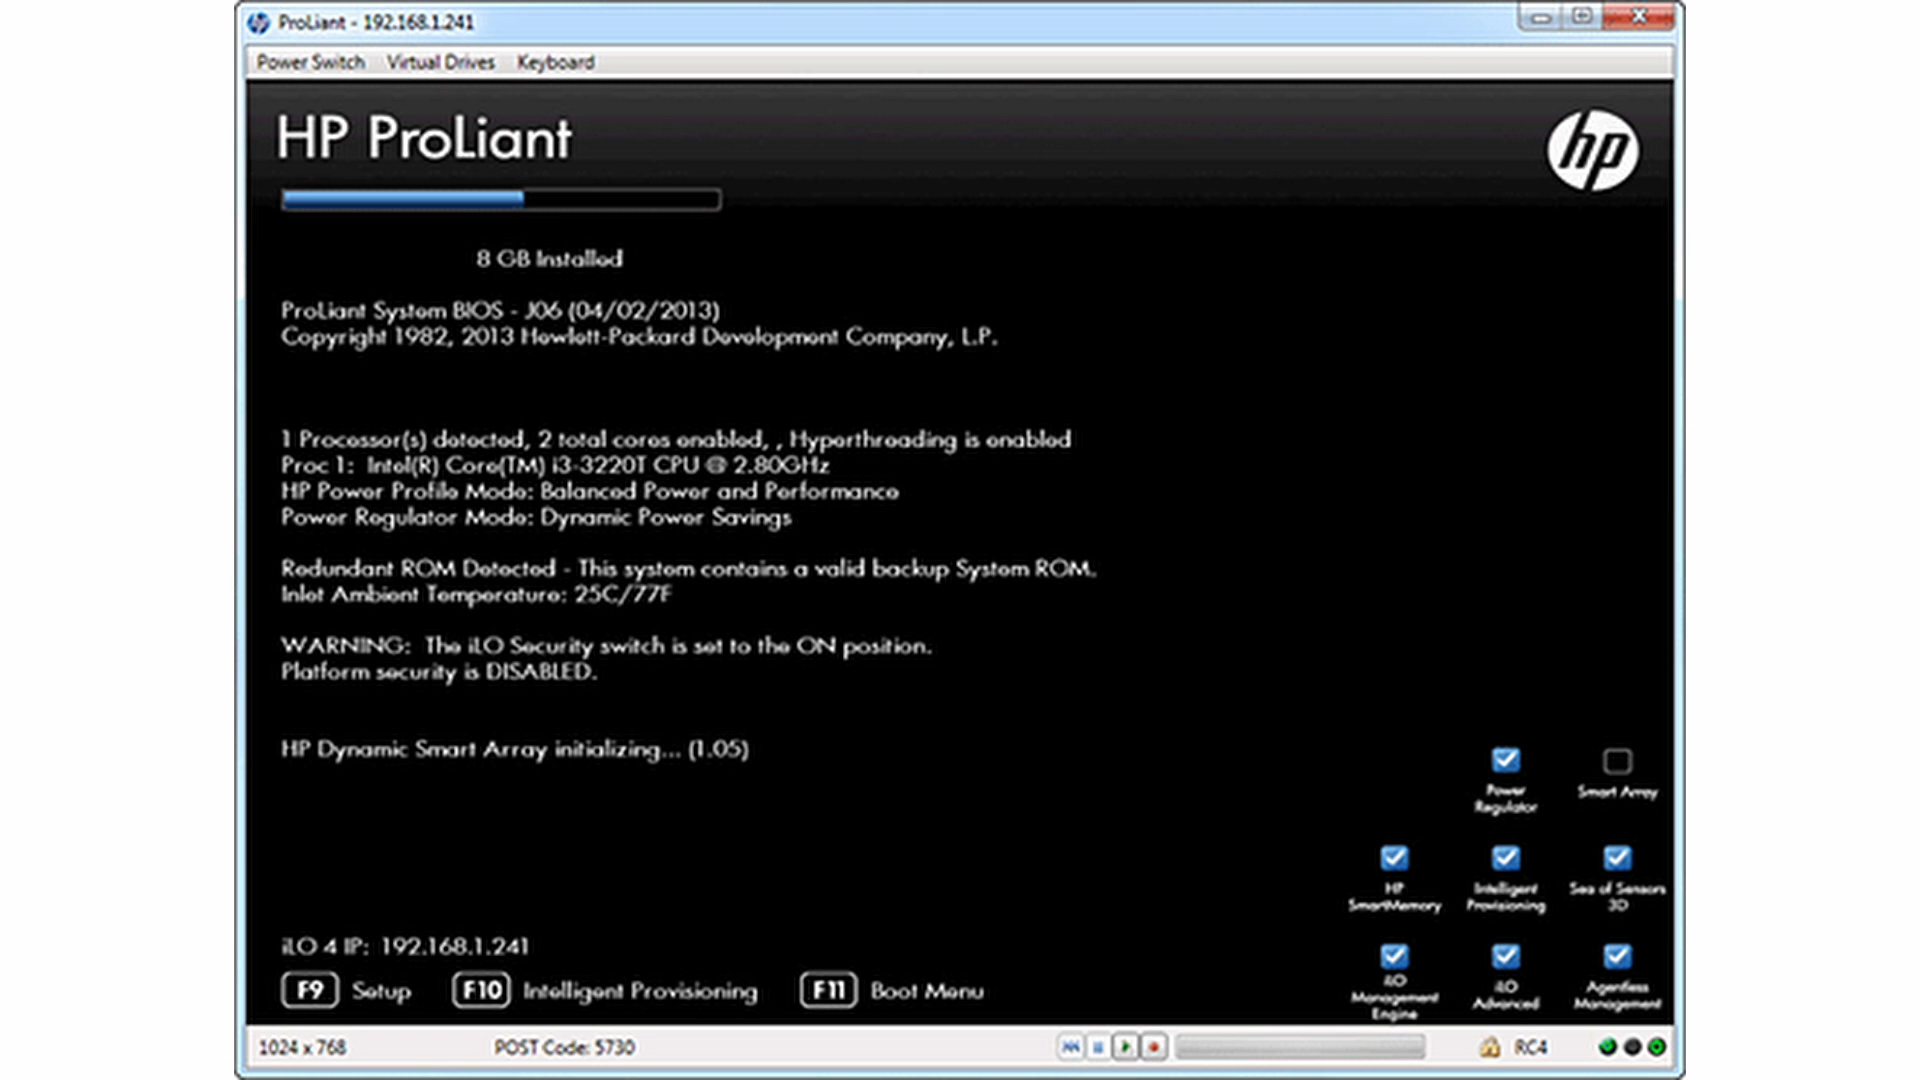 ProLiant - 192.168.1.241
Power Switch Virtual Drives Keyboard
HP ProLiant
hp
8 GB Installed
ProLiant System BIOS - J06 (04/02/2013)
Copyright 1982, 2013 Hewlett-Packard Development Company, L.P.
1 Processor(s) detected, 2 total cores enabled, , Hyperthreading is enabled
Proc 1: Intel(R) Core(TM) i3-3220T CPU @ 2.80GHz
HP Power Profile Mode: Balanced Power and Performance
Power Regulator Mode: Dynamic Power Savings
Redundant ROM Detected - This system contains a valid backup System ROM.
Inlet Ambient Temperature: 25C/77F
WARNING: The iLO Security switch is set to the ON position.
Platform security is DISABLED.
HP Dynamic Smart Array initializing... (1.05)
Power
Regulator
Smart Array
HP
SmartMemory
Intelligent
Provisioning
Sea of Sensors
3D
iLO
Management
Engine
iLO
Advanced
Agentless
Management
iLO 4 IP: 192.168.1.241
F9 Setup F10 Intelligent Provisioning F11 Boot Menu
1024 x 768 POST Code: 5730 RC4